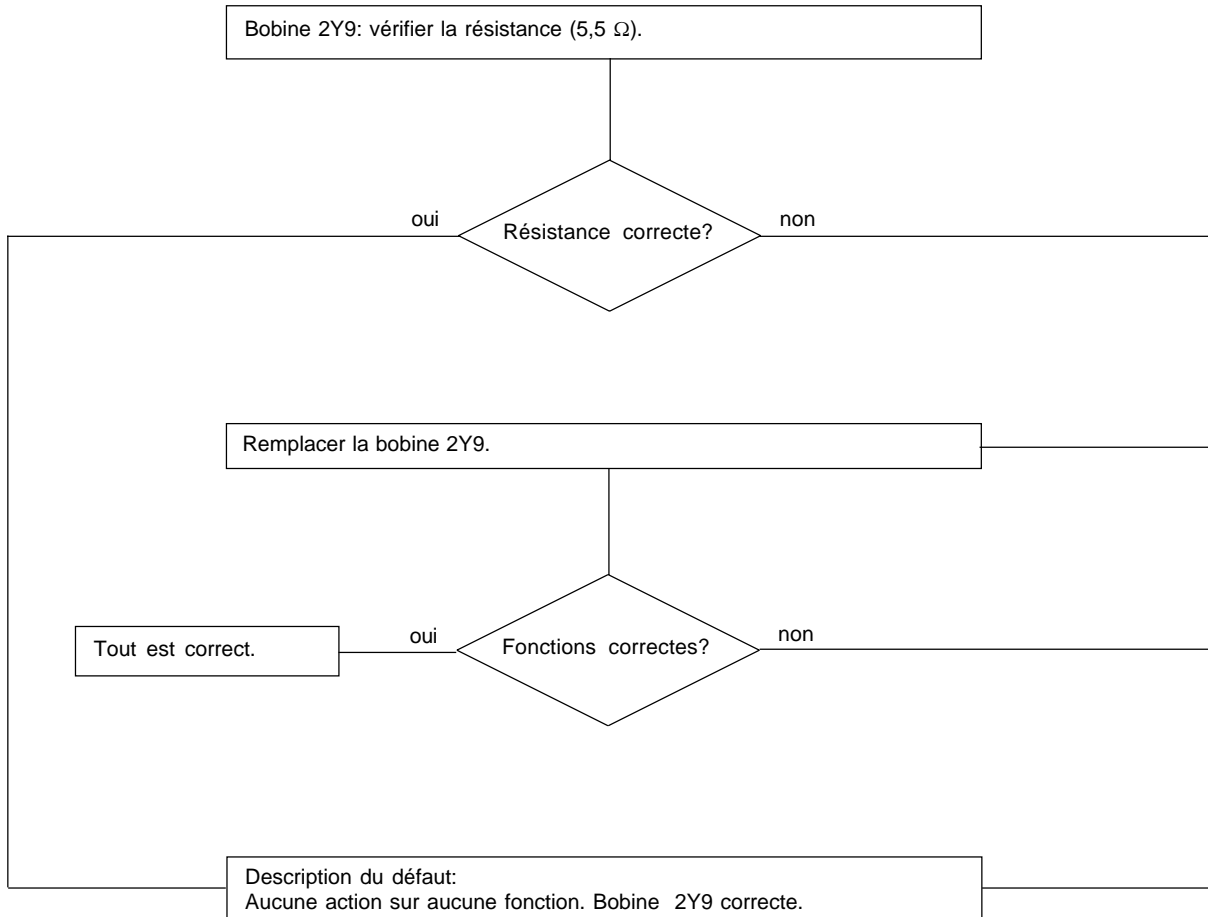 Bobine 2Y9: vérifier la résistance (5,5 Ω).
oui
Résistance correcte?
non
Remplacer la bobine 2Y9.
Tout est correct.
oui
Fonctions correctes?
non
Description du défaut:
Aucune action sur aucune fonction. Bobine 2Y9 correcte.